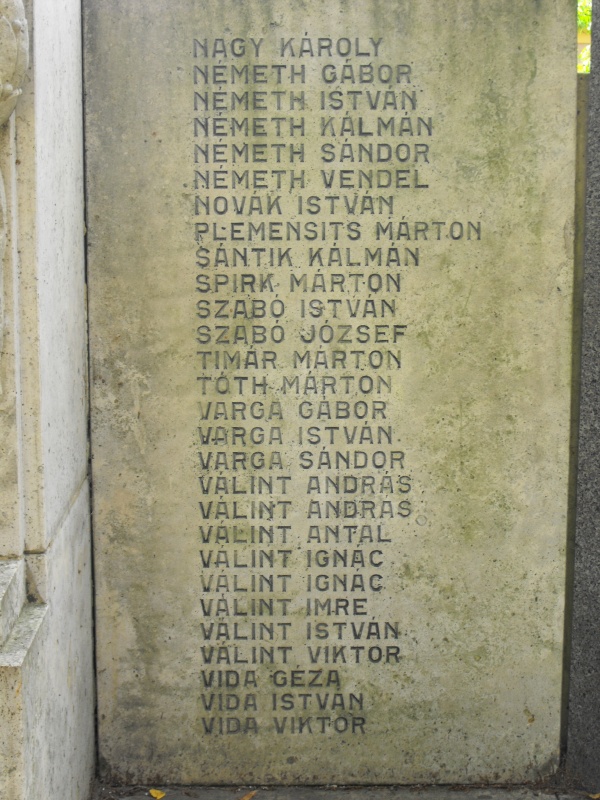 NAGY KÁROLY
NÉMETH GÁBOR
NÉMETH ISTVÁN
NÉMETH KÁLMÁN
NÉMETH SÁNDOR
NÉMETH VENDEL
NOVÁK ISTVÁN
PLEMENSITS MÁRTON
SÁNTIK KÁLMÁN
SPIRK MÁRTON
SZABÓ ISTVÁN
SZABÓ JÓZSEF
TIMÁR MÁRTON
TÓTH MÁRTON
VARGA GÁBOR
VARGA ISTVÁN
VARGA SÁNDOR
VÁLINT ANDRÁS
VÁLINT ANDRÁS
VÁLINT ANTAL
VÁLINT IGNÁC
VÁLINT IGNÁC
VÁLINT IMRE
VÁLINT ISTVÁN
VÁLINT VIKTOR
VIDA GÉZA
VIDA ISTVÁN
VIDA VIKTOR